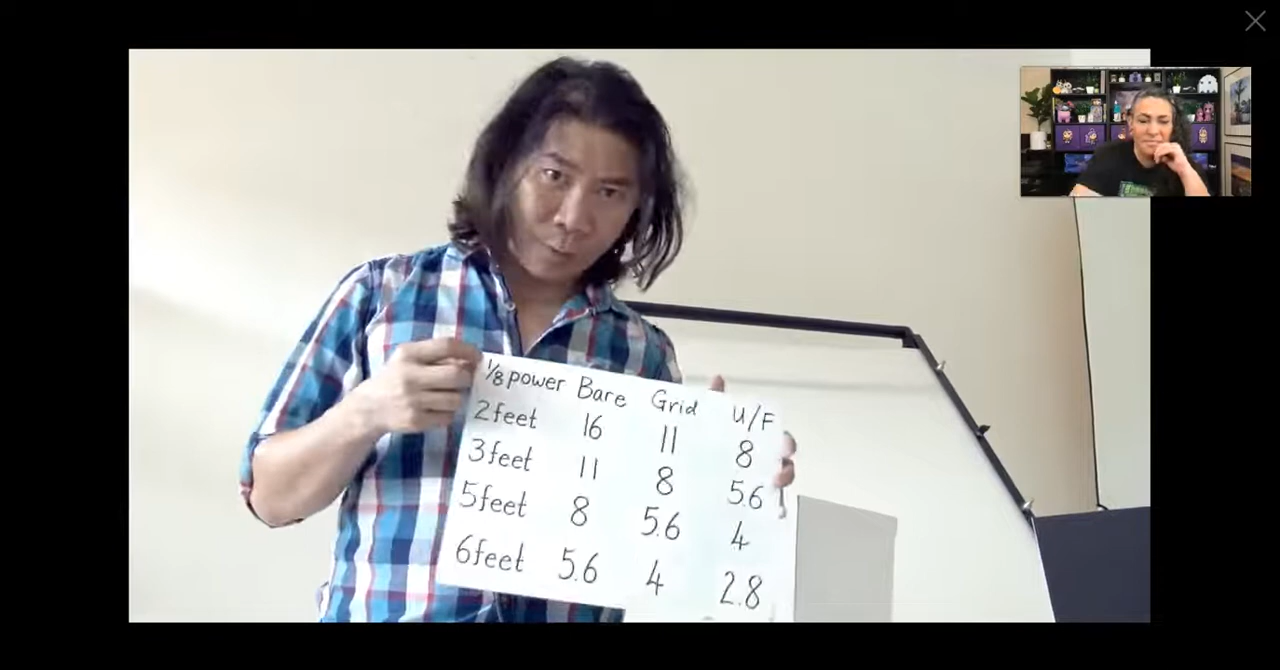 1/8 power Bare Grid U/F
2feet 16 11 8
3feet 11 8 5.6
5feet 8 5.6 4
6feet 5.6 4 2.8